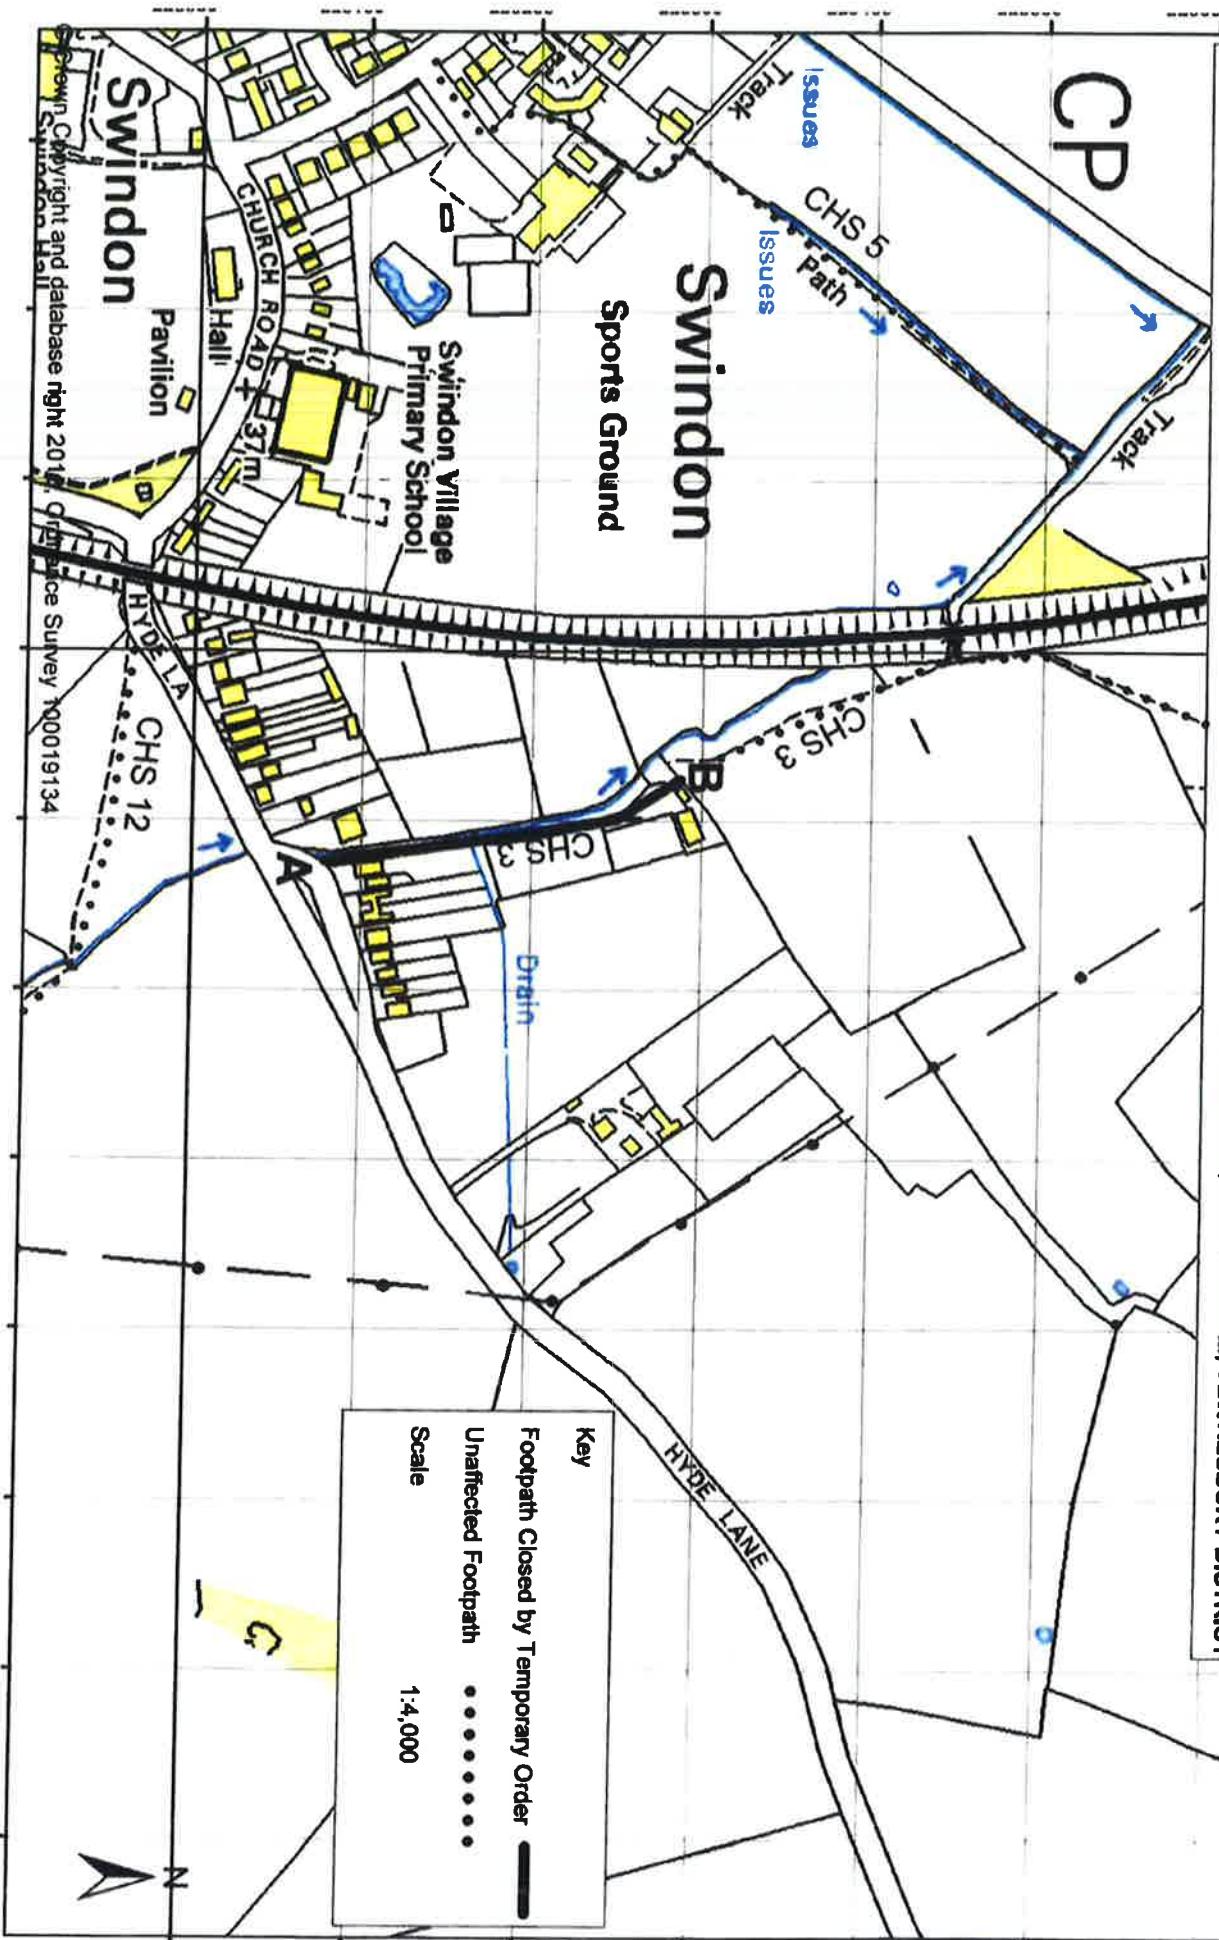 CP
Track
Issues
CHS 5
Path
Issues
Track
Swindon
Sports Ground
Swindon Village
Primary School
CHURCH ROAD
37m
Hall
Pavilion
Swindon
Swindon Hall
HYDE LA
CHS 12
CHS 3
CHS 3
A
B
Drain
HYDE LANE
C
Key
Footpath Closed by Temporary Order
Unaffected Footpath
Scale 1:4,000
N
© Crown Copyright and database right 201 Ordnance Survey 100019134